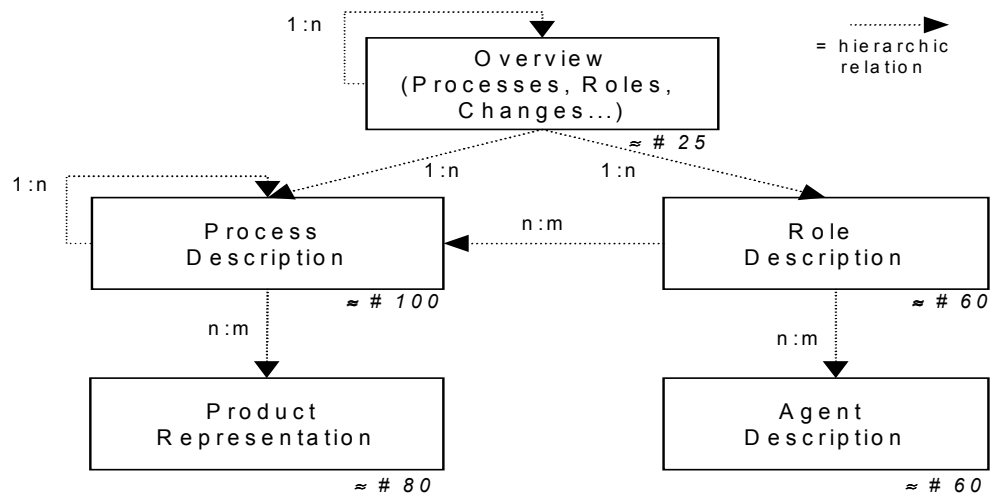 1:n
Overview
(Processes, Roles,
Changes...)
= hierarchic
relation
≈ # 25
1:n
1:n
1:n
Process
Description
n:m
Role
Description
≈ # 100
≈ # 60
n:m
n:m
Product
Representation
Agent
Description
≈ # 80
≈ # 60